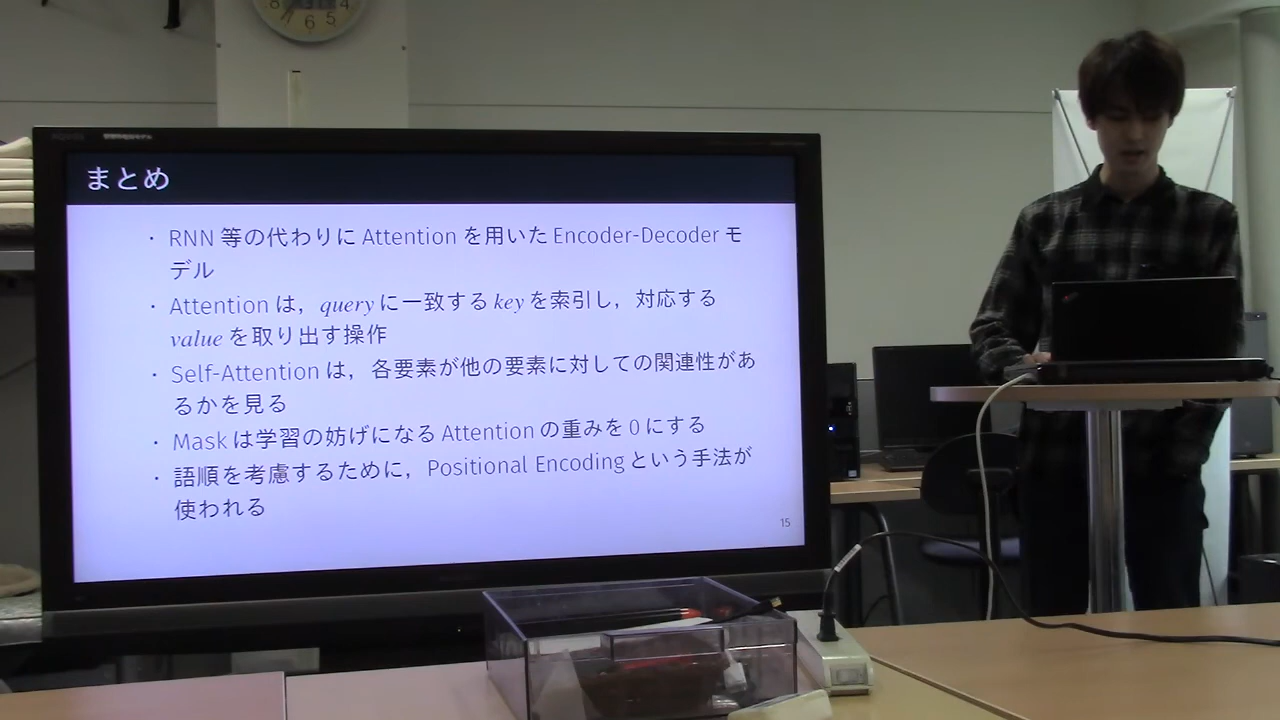 まとめ
· RNN 等の代わりに Attention を用いた Encoder-Decoder モ
デル
· Attention は，query に一致する key を索引し，対応する
value を取り出す操作
· Self-Attention は，各要素が他の要素に対しての関連性があ
るかを見る
· Mask は学習の妨げになる Attention の重みを 0 にする
· 語順を考慮するために，Positional Encoding という手法が
使われる
15
8
7
6
5
4